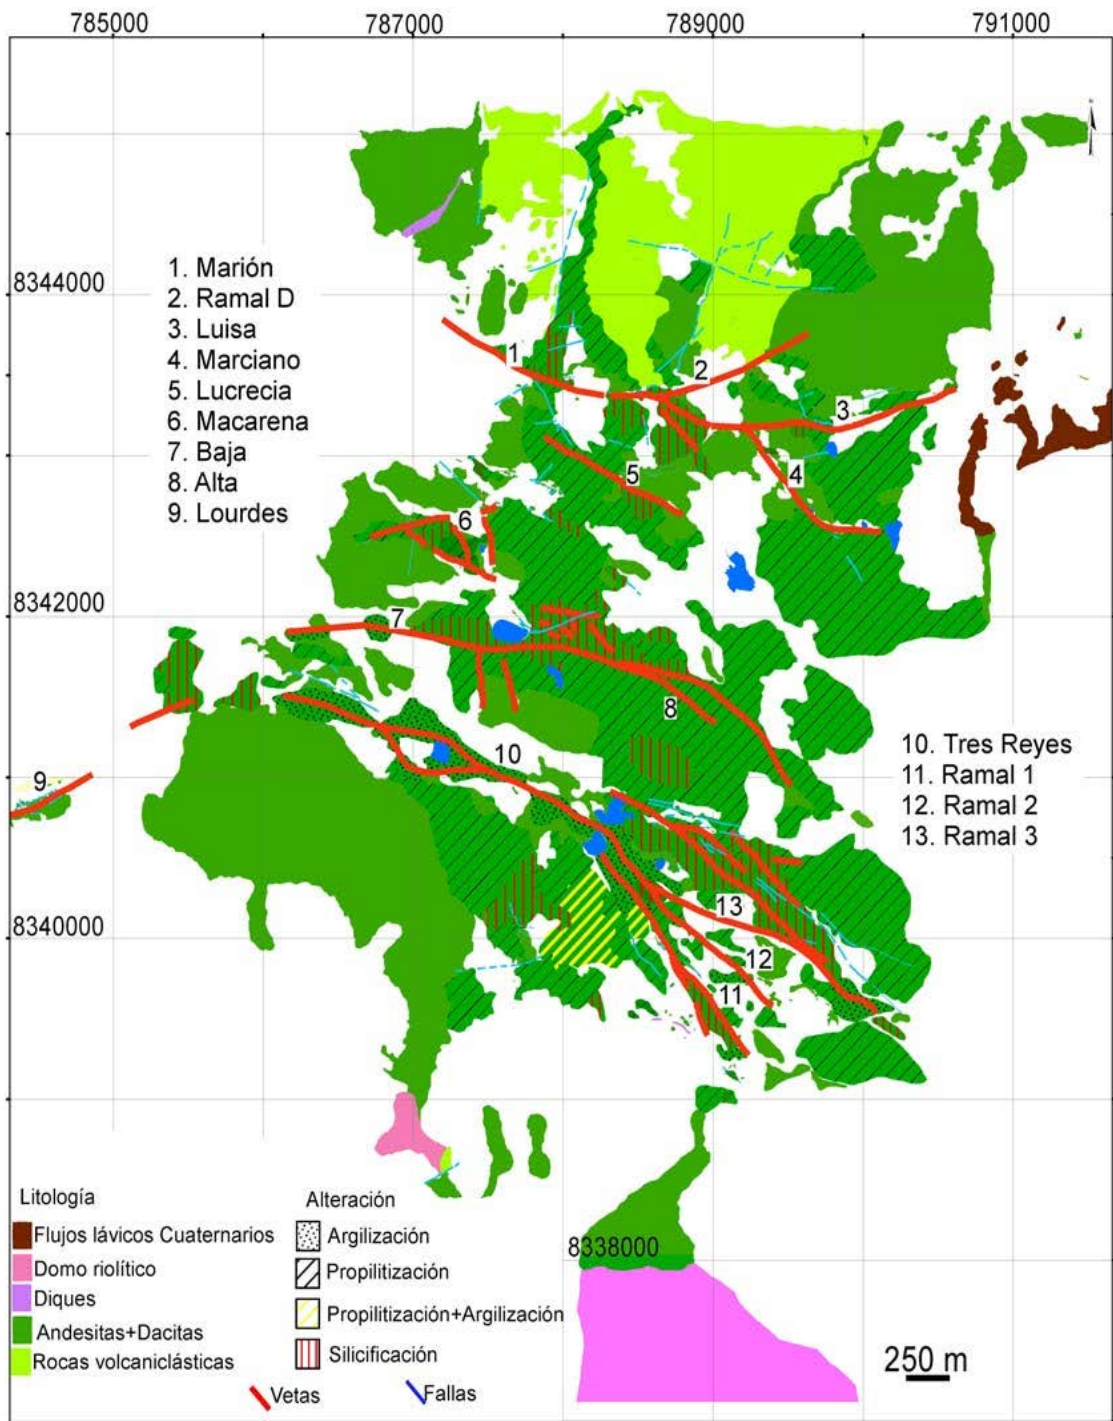 785000 787000 789000 791000
8344000
8342000
8340000
8338000
1. Marión
2. Ramal D
3. Luisa
4. Marciano
5. Lucrecia
6. Macarena
7. Baja
8. Alta
9. Lourdes
1
2
3
4
5
6
7
8
9
10
13
12
11
10. Tres Reyes
11. Ramal 1
12. Ramal 2
13. Ramal 3
Litología
Flujos lávicos Cuaternarios
Domo riolítico
Diques
Andesitas+Dacitas
Rocas volcaniclásticas
Alteración
Argilización
Propilitización
Propilitización+Argilización
Silicificación
Vetas
Fallas
250 m